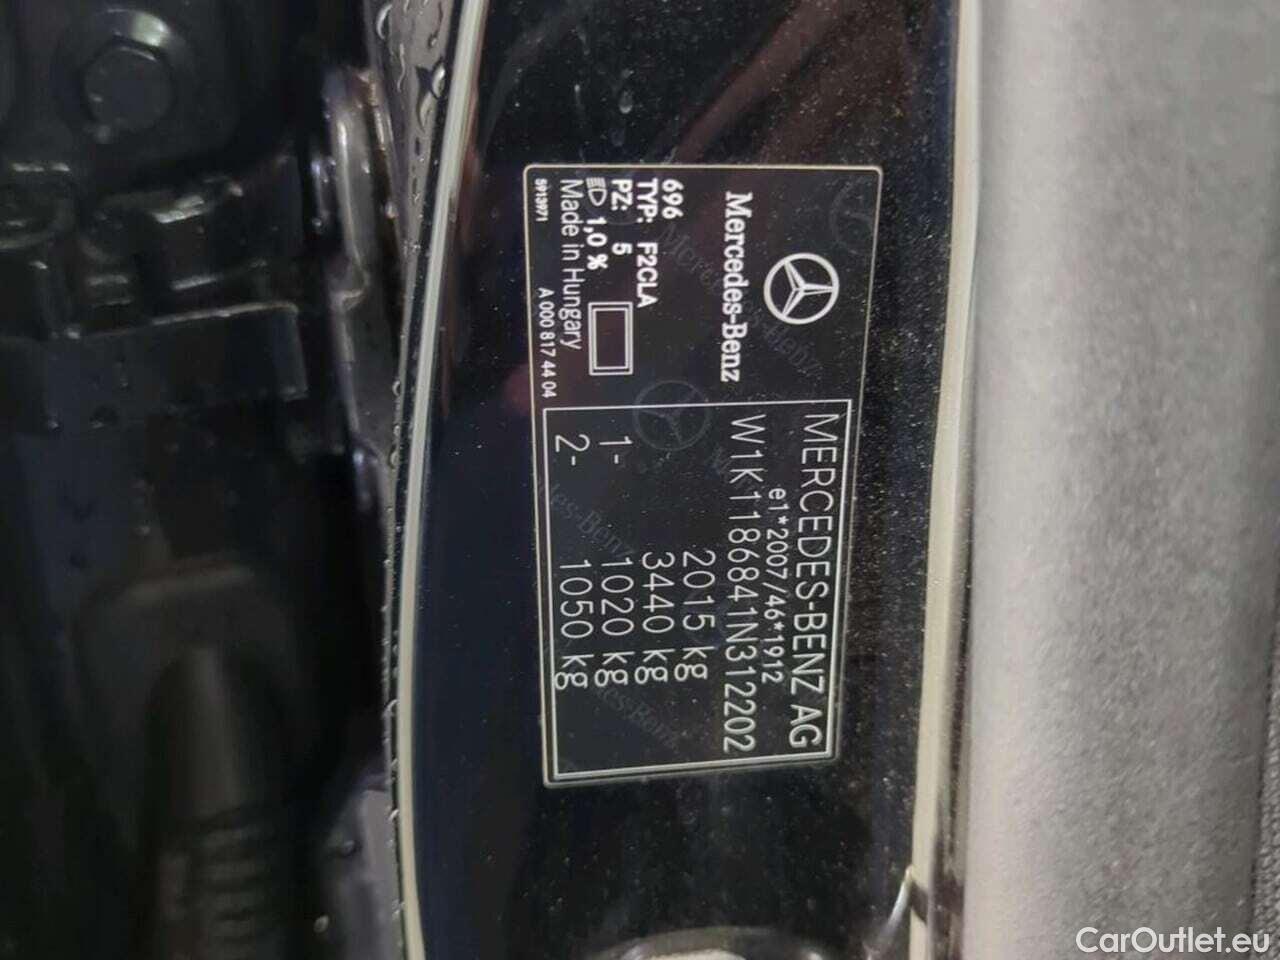 Mercedes-Benz
696
TYP: F2CLA
PZ: 5
1,0 %
Made in Hungary
5913971
A 000 817 44 04
MERCEDES-BENZ AG
e1*2007/46*1912
W1K1186841N312202
2015 kg
3440 kg
1- 1020 kg
2- 1050 kg
CarOutlet.eu